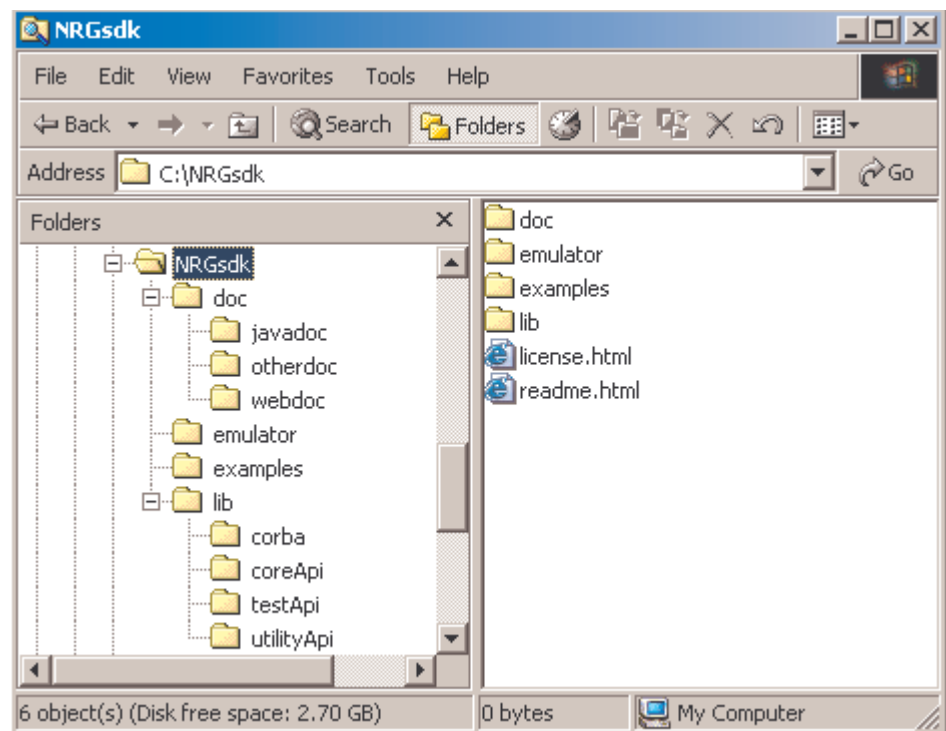 NRGsdk
File Edit View Favorites Tools Help
Back Search Folders
Address C:\NRGsdk Go
Folders
NRGsdk
doc
javadoc
otherdoc
webdoc
emulator
examples
lib
corba
coreApi
testApi
utilityApi
doc
emulator
examples
lib
license.html
readme.html
6 object(s) (Disk free space: 2.70 GB) 0 bytes My Computer